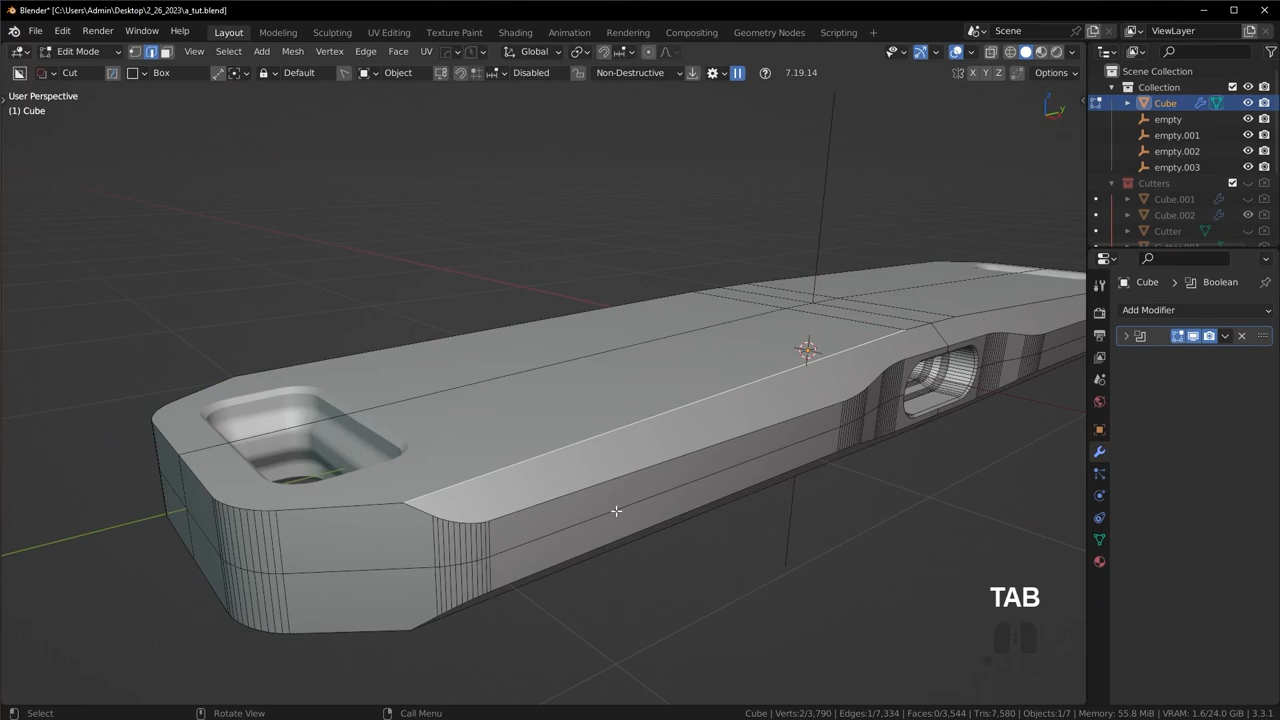 Blender* [C:\Users\Admin\Desktop\2_26_2023\a_tut.blend]
File Edit Render Window Help Layout Modeling Sculpting UV Editing Texture Paint Shading Animation Rendering Compositing Geometry Nodes Scripting Scene ViewLayer
Edit Mode View Select Add Mesh Vertex Edge Face UV Global
Cut Box Default Object Disabled Non-Destructive 7.19.14 X Y Z Options
Scene Collection
Collection
Cube
empty
empty.001
empty.002
empty.003
Cutters
Cube.001
Cube.002
Cutter
User Perspective
(1) Cube
z
y
Cube > Boolean
Add Modifier
TAB
Select Rotate View Call Menu Cube | Verts:2/3,790 | Edges:1/7,334 | Faces:0/3,544 | Tris:7,580 | Objects:1/7 | Memory: 55.8 MiB | VRAM: 1.6/24.0 GiB | 3.3.1